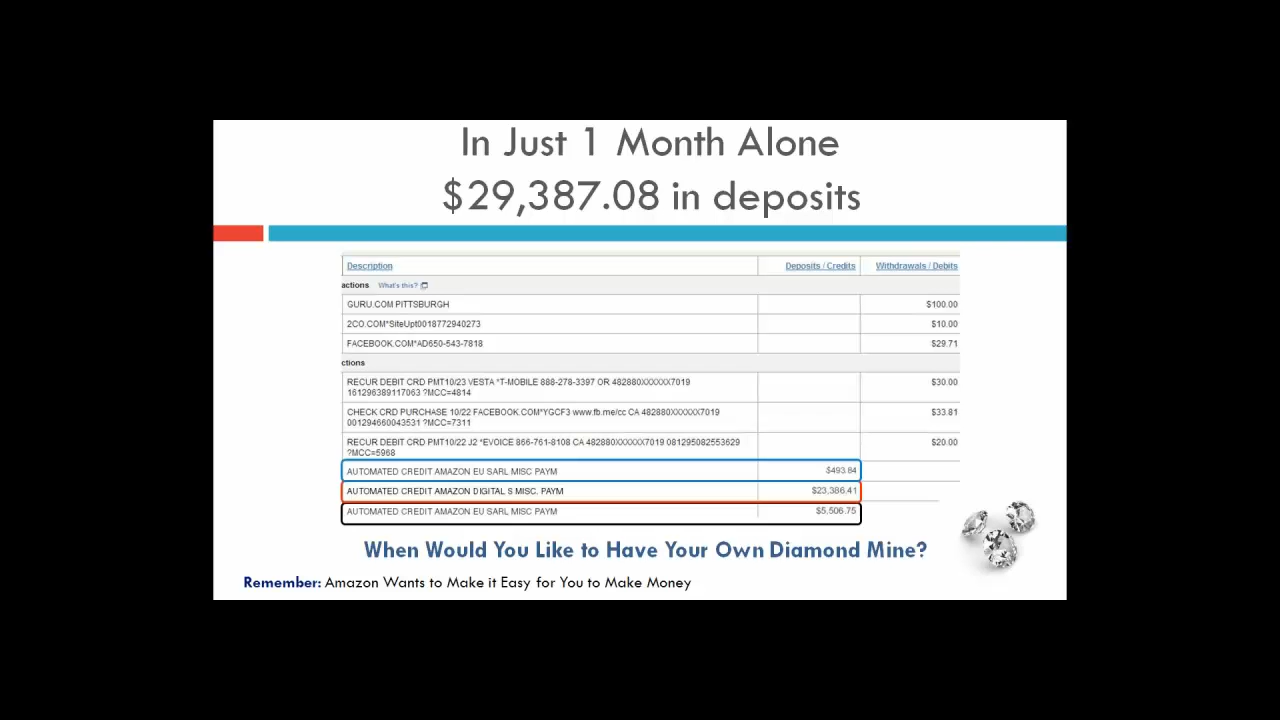 In Just 1 Month Alone
$29,387.08 in deposits
Description Deposits / Credits Withdrawals / Debits
actions What's this?
GURU.COM PITTSBURGH $100.00
2CO.COM*SiteUpt0018772940273 $10.00
FACEBOOK.COM*AD650-543-7818 $29.71
ctions
RECUR DEBIT CRD PMT10/23 VESTA *T-MOBILE 888-278-3397 OR 482880XXXXXX7019 $30.00
161296389117063 ?MCC=4814
CHECK CRD PURCHASE 10/22 FACEBOOK.COM*YGCF3 www.fb.me/cc CA 482880XXXXXX7019 $33.81
001294660043531 ?MCC=7311
RECUR DEBIT CRD PMT10/22 J2 *EVOICE 866-761-8108 CA 482880XXXXXX7019 081295082553629 $20.00
?MCC=5968
AUTOMATED CREDIT AMAZON EU SARL MISC PAYM $493.84
AUTOMATED CREDIT AMAZON DIGITAL S MISC. PAYM $23,386.41
AUTOMATED CREDIT AMAZON EU SARL MISC PAYM $5,506.75
When Would You Like to Have Your Own Diamond Mine?
Remember: Amazon Wants to Make it Easy for You to Make Money